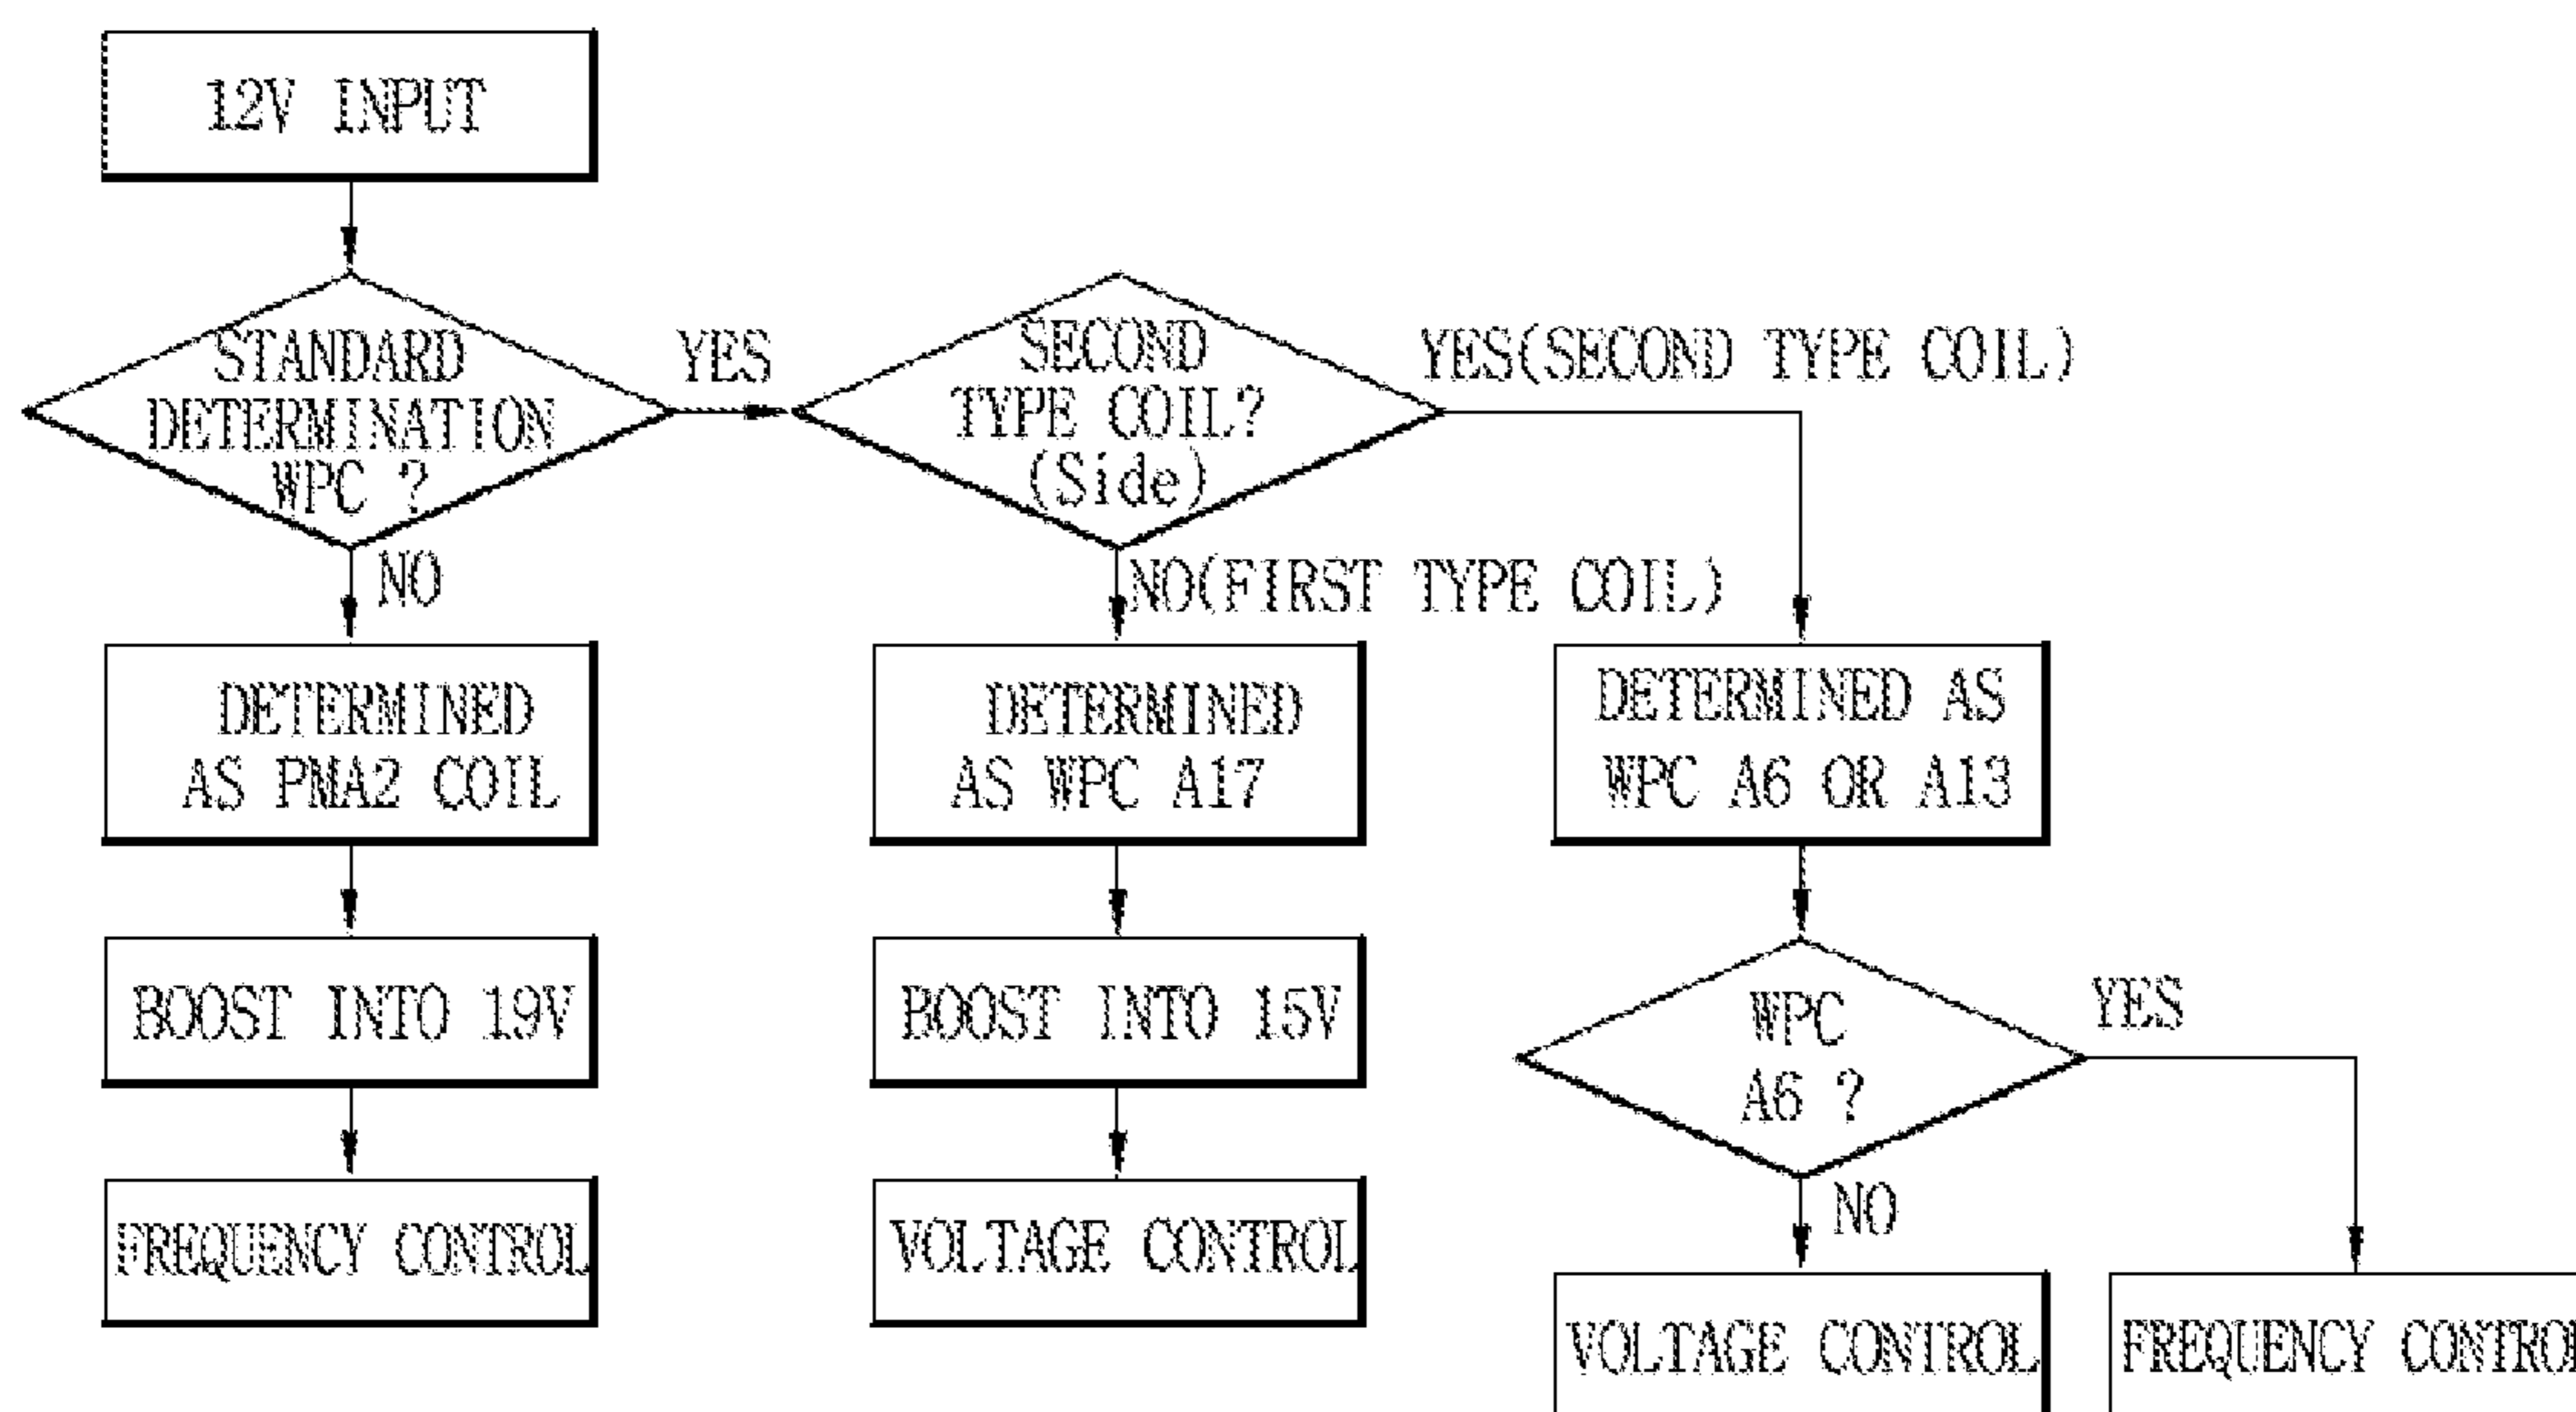 12V INPUT
STANDARD
DETERMINATION
WPC ?
YES
NO
SECOND
TYPE COIL?
(Side)
YES(SECOND TYPE COIL)
NO(FIRST TYPE COIL)
DETERMINED
AS PMA2 COIL
DETERMINED
AS WPC A17
DETERMINED AS
WPC A6 OR A13
BOOST INTO 19V
BOOST INTO 15V
WPC
A6 ?
YES
NO
FREQUENCY CONTROL
VOLTAGE CONTROL
VOLTAGE CONTROL
FREQUENCY CONTROL